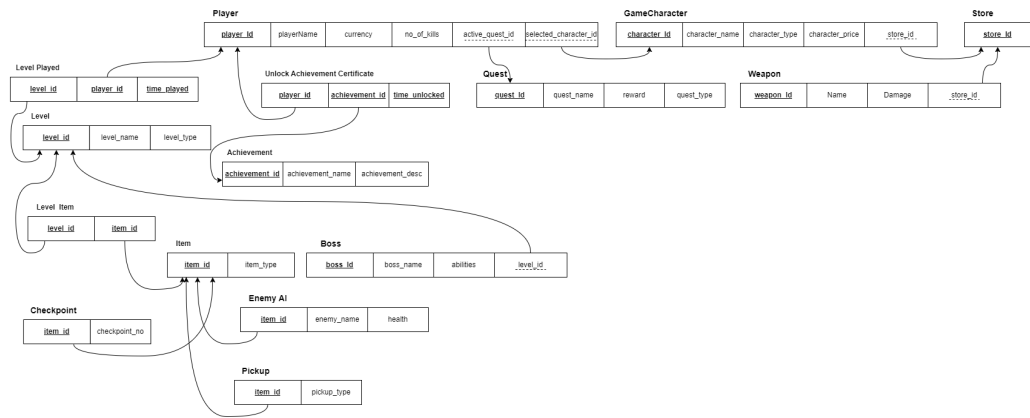 Player
player_Id playerName currency no_of_kills active_quest_id selected_character_id
GameCharacter
character_Id character_name character_type character_price store_id
Store
store_Id
Level Played
level_id player_id time_played
Unlock Achievement Certificate
player_id achievement_id time_unlocked
Quest
quest_Id quest_name reward quest_type
Weapon
weapon_Id Name Damage store_id
Level
level_id level_name level_type
Achievement
achievement_id achievement_name achievement_desc
Level Item
level_id item_id
Item
item_id item_type
Boss
boss_Id boss_name abilities level_id
Enemy AI
item_id enemy_name health
Checkpoint
item_id checkpoint_no
Pickup
item_id pickup_type